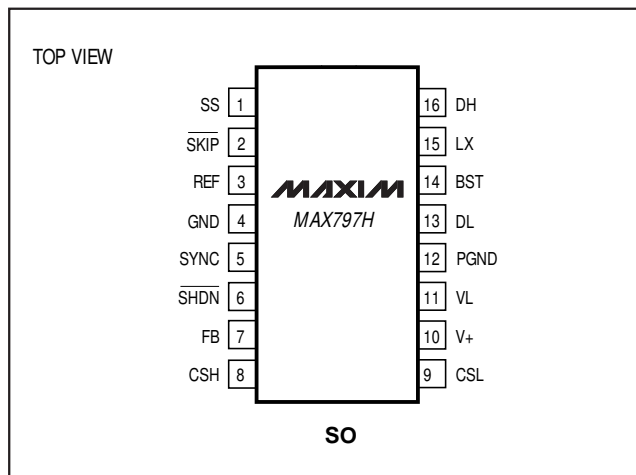 TOP VIEW
SS 1
SKIP 2
REF 3
GND 4
SYNC 5
SHDN 6
FB 7
CSH 8
MAXIM
MAX797H
16 DH
15 LX
14 BST
13 DL
12 PGND
11 VL
10 V+
9 CSL
SO